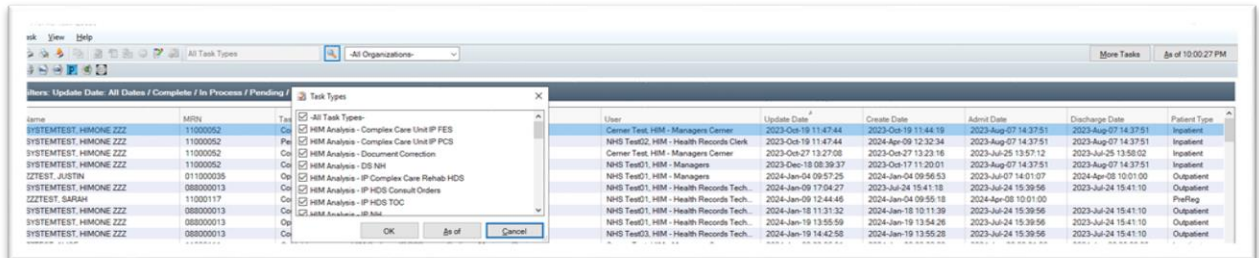 ask View Help
All Task Types -All Organizations- More Tasks As of 10:00:27 PM
ilters: Update Date: All Dates / Complete / In Process / Pending /
Task Types
-All Task Types-
HIM Analysis - Complex Care Unit IP FES
HIM Analysis - Complex Care Unit IP PCS
HIM Analysis - Document Correction
HIM Analysis - DS NH
HIM Analysis - IP Complex Care Rehab HDS
HIM Analysis - IP HDS Consult Orders
HIM Analysis - IP HDS TOC
HIM Analysis - IP NH
OK As of Cancel
Name MRN Tas User Update Date Create Date Admit Date Discharge Date Patient Type
SYSTEMTEST, HIMONE ZZZ 11000052 Co Cerner Test, HIM - Managers Cerner 2023-Oct-19 11:47:44 2023-Oct-19 11:44:19 2023-Aug-07 14:37:51 2023-Aug-07 14:37:51 Inpatient
SYSTEMTEST, HIMONE ZZZ 11000052 Pe NHS Test02, HIM - Health Records Clerk 2023-Oct-19 11:47:44 2024-Apr-09 12:32:34 2023-Aug-07 14:37:51 2023-Aug-07 14:37:51 Inpatient
SYSTEMTEST, HIMONE ZZZ 11000052 Co Cerner Test, HIM - Managers Cerner 2023-Oct-27 13:27:08 2023-Oct-27 13:23:16 2023-Jul-25 13:57:12 2023-Jul-25 13:58:02 Inpatient
SYSTEMTEST, HIMONE ZZZ 11000052 Co NHS Test01, HIM - Managers 2023-Dec-18 08:39:37 2023-Oct-17 11:20:01 2023-Aug-07 14:37:51 2023-Aug-07 14:37:51 Inpatient
ZZTEST, JUSTIN 011000035 Op NHS Test01, HIM - Managers 2024-Jan-04 09:57:25 2024-Jan-04 09:56:53 2023-Jul-07 14:01:07 2024-Apr-08 10:01:00 Outpatient
SYSTEMTEST, HIMONE ZZZ 088000013 Co NHS Test01, HIM - Health Records Tech... 2024-Jan-09 17:04:27 2023-Jul-24 15:41:18 2023-Jul-24 15:39:56 2023-Jul-24 15:41:10 Outpatient
ZZZTEST, SARAH 11000117 Co NHS Test01, HIM - Health Records Tech... 2024-Jan-09 12:44:46 2024-Jan-04 09:55:18 2024-Apr-08 10:01:00 PreReg
SYSTEMTEST, HIMONE ZZZ 088000013 Co NHS Test01, HIM - Health Records Tech... 2024-Jan-18 11:31:32 2024-Jan-18 10:11:39 2023-Jul-24 15:39:56 2023-Jul-24 15:41:10 Outpatient
SYSTEMTEST, HIMONE ZZZ 088000013 Op NHS Test01, HIM - Health Records Tech... 2024-Jan-19 13:55:59 2024-Jan-19 13:54:26 2023-Jul-24 15:39:56 2023-Jul-24 15:41:10 Outpatient
SYSTEMTEST, HIMONE ZZZ 088000013 Co NHS Test03, HIM - Health Records Tech... 2024-Jan-19 14:42:58 2024-Jan-19 13:55:28 2023-Jul-24 15:39:56 2023-Jul-24 15:41:10 Outpatient